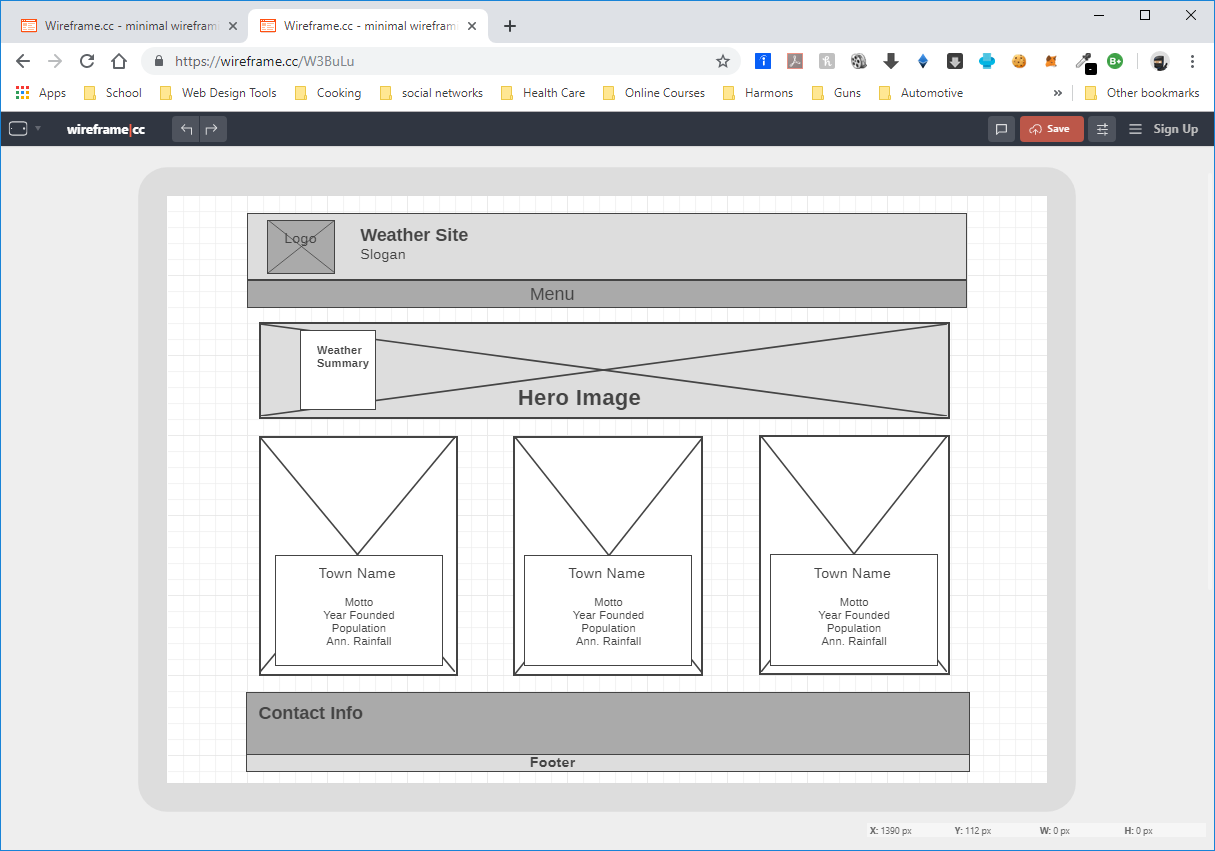 Wireframe.cc - minimal wirefram
Wireframe.cc - minimal wirefram
https://wireframe.cc/W3BuLu
Apps School Web Design Tools Cooking social networks Health Care Online Courses Harmons Guns Automotive » Other bookmarks
wireframe|cc Save Sign Up
Logo
Weather Site
Slogan
Menu
Weather
Summary
Hero Image
Town Name
Motto
Year Founded
Population
Ann. Rainfall
Town Name
Motto
Year Founded
Population
Ann. Rainfall
Town Name
Motto
Year Founded
Population
Ann. Rainfall
Contact Info
Footer
X: 1390 px Y: 112 px W: 0 px H: 0 px